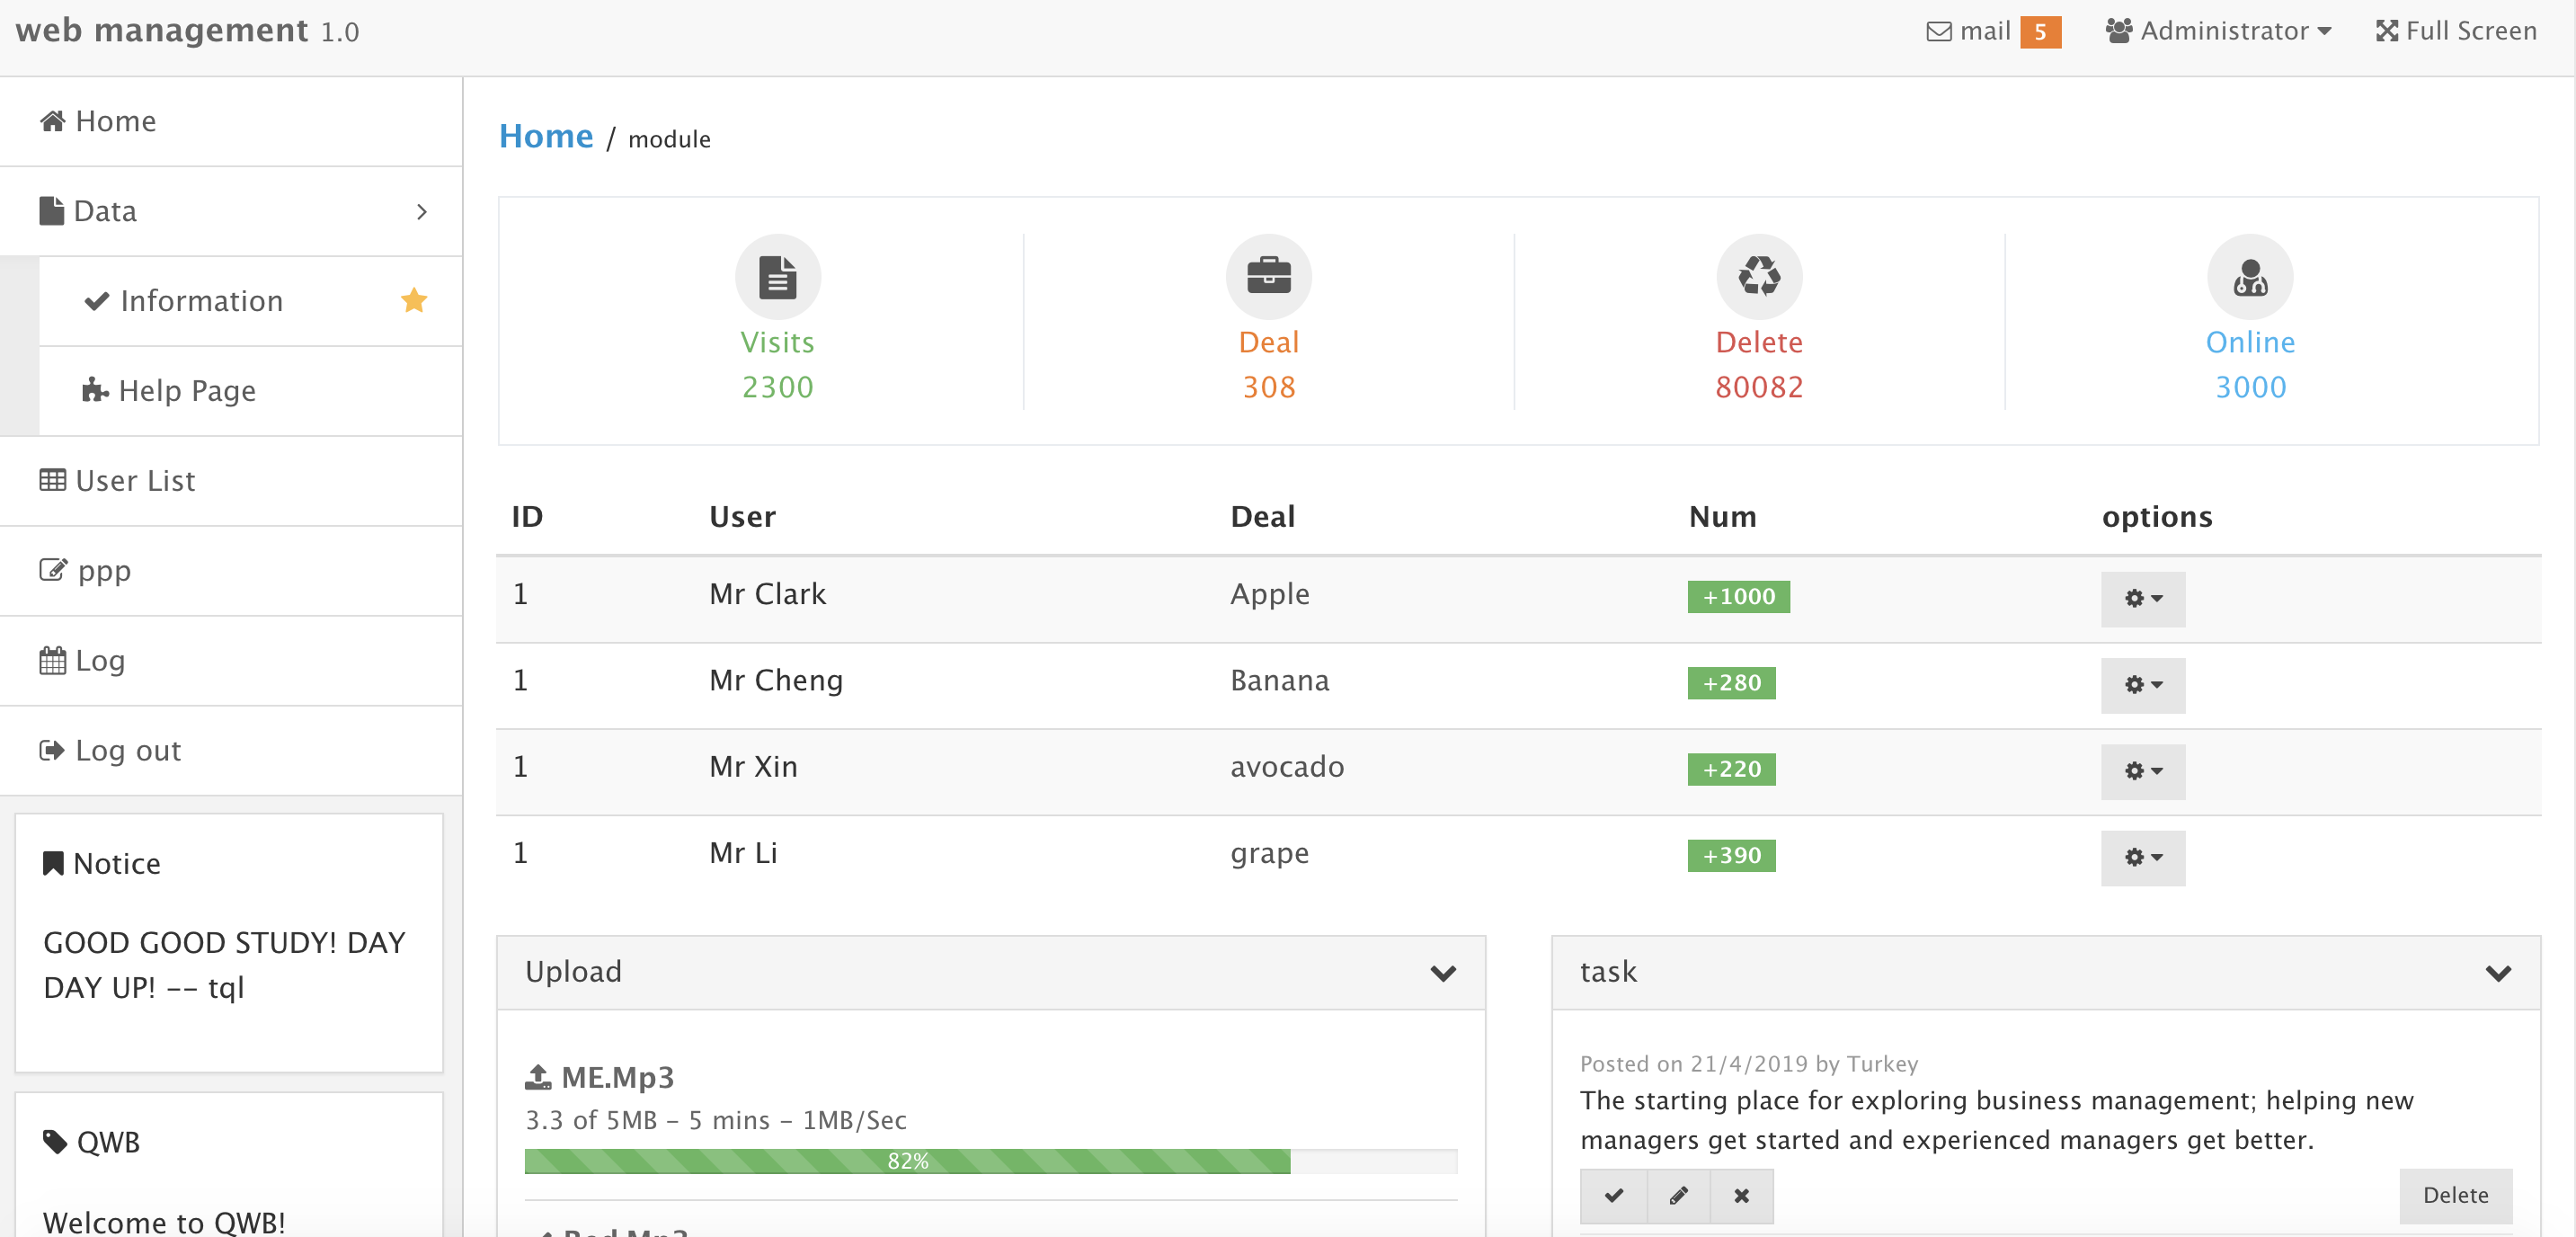 web management 1.0
mail 5 Administrator Full Screen
Home
Data
Information
Help Page
User List
ppp
Log
Log out
Notice
GOOD GOOD STUDY! DAY
DAY UP! -- tql
QWB
Welcome to QWB!
Home / module
Visits
2300
Deal
308
Delete
80082
Online
3000
ID User Deal Num options
1 Mr Clark Apple +1000
1 Mr Cheng Banana +280
1 Mr Xin avocado +220
1 Mr Li grape +390
Upload
ME.Mp3
3.3 of 5MB - 5 mins - 1MB/Sec
82%
task
Posted on 21/4/2019 by Turkey
The starting place for exploring business management; helping new
managers get started and experienced managers get better.
Delete